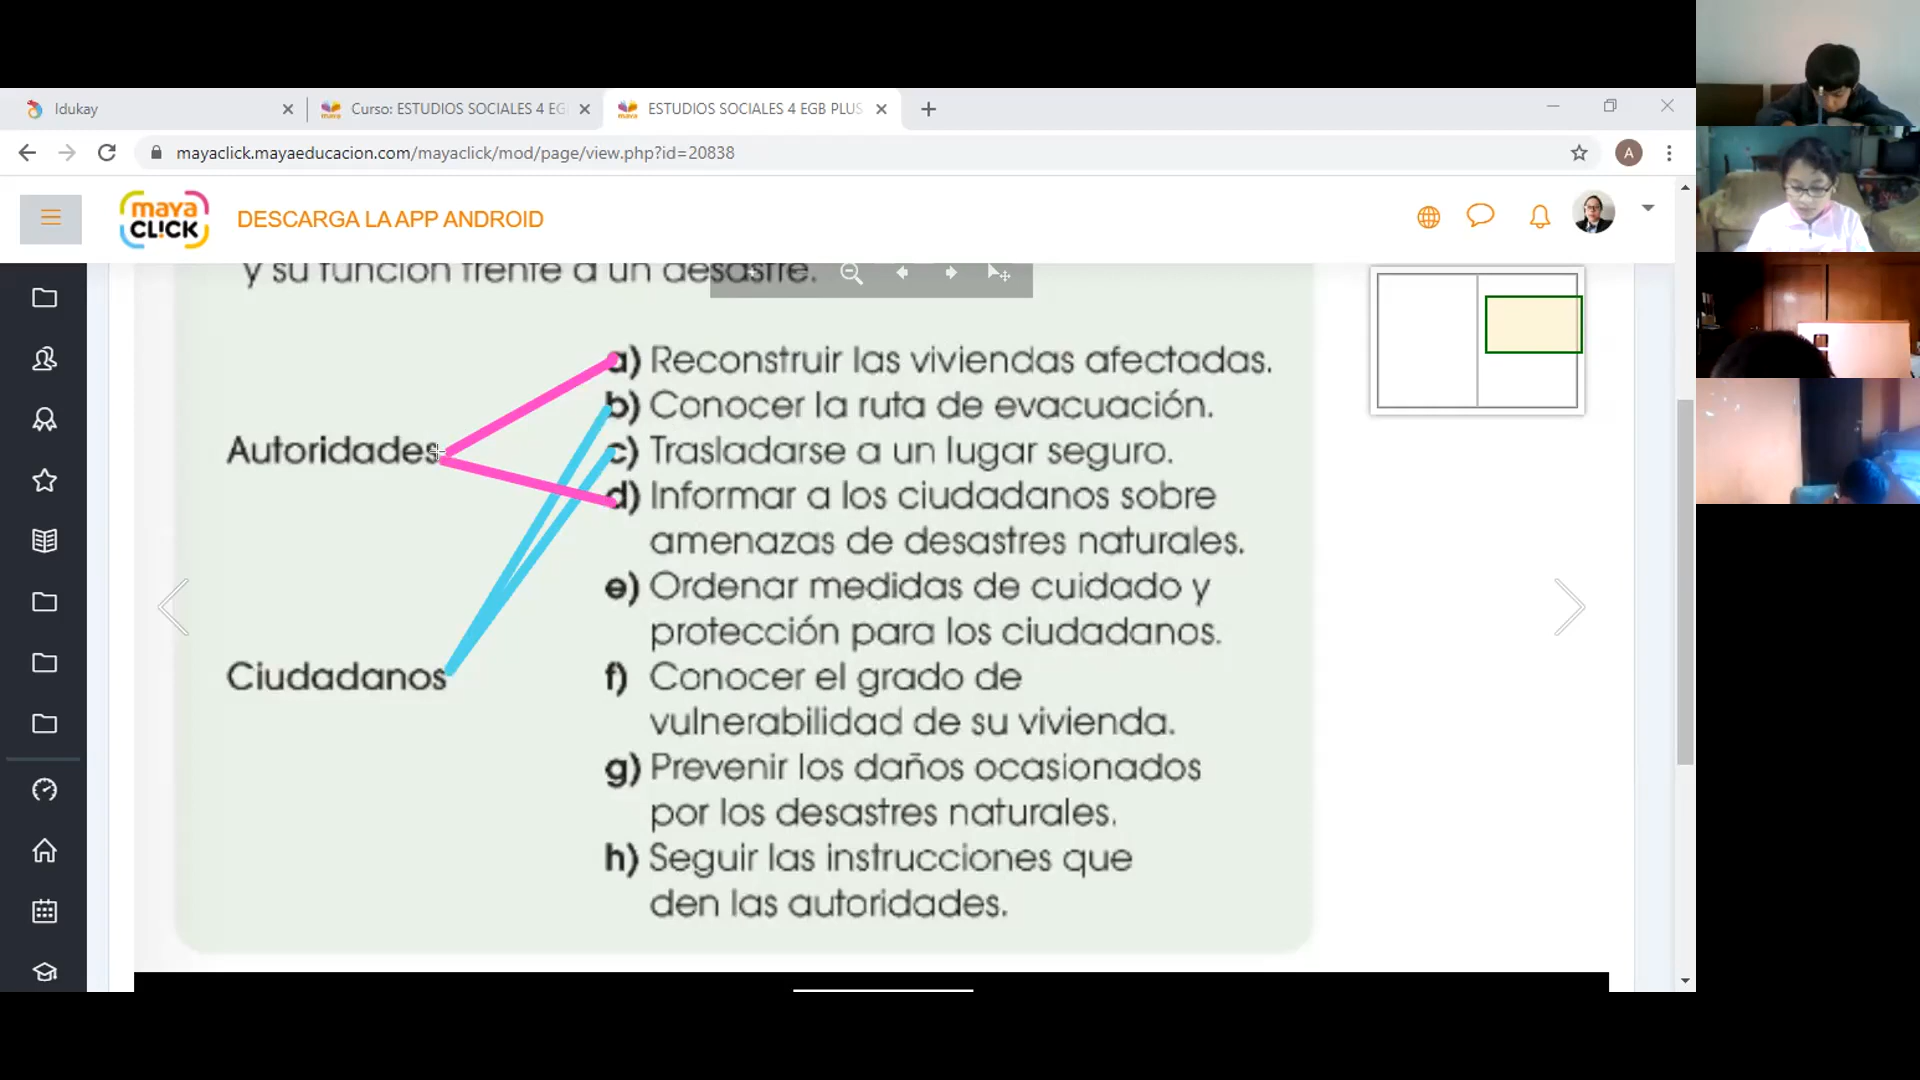 Idukay
Curso: ESTUDIOS SOCIALES 4 EG
ESTUDIOS SOCIALES 4 EGB PLUS
mayaclick.mayaeducacion.com/mayaclick/mod/page/view.php?id=20838
A
maya
CL!CK
DESCARGA LA APP ANDROID
y su función frente a un desastre.
a) Reconstruir las viviendas afectadas.
b) Conocer la ruta de evacuación.
Autoridades
c) Trasladarse a un lugar seguro.
d) Informar a los ciudadanos sobre
amenazas de desastres naturales.
e) Ordenar medidas de cuidado y
protección para los ciudadanos.
Ciudadanos
f) Conocer el grado de
vulnerabilidad de su vivienda.
g) Prevenir los daños ocasionados
por los desastres naturales.
h) Seguir las instrucciones que
den las autoridades.